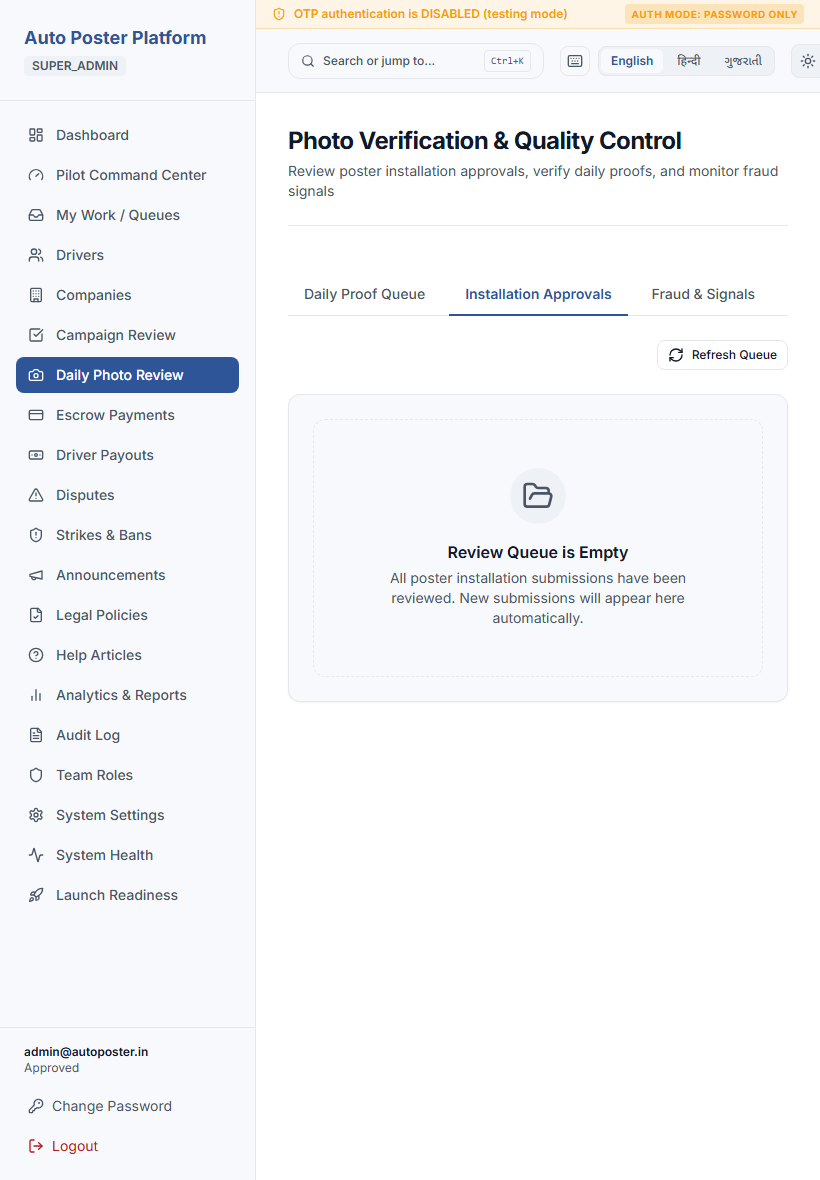 Auto Poster Platform
SUPER_ADMIN
Dashboard
Pilot Command Center
My Work / Queues
Drivers
Companies
Campaign Review
Daily Photo Review
Escrow Payments
Driver Payouts
Disputes
Strikes & Bans
Announcements
Legal Policies
Help Articles
Analytics & Reports
Audit Log
Team Roles
System Settings
System Health
Launch Readiness
admin@autoposter.in
Approved
Change Password
Logout
OTP authentication is DISABLED (testing mode) AUTH MODE: PASSWORD ONLY
Search or jump to... Ctrl+K English हिन्दी ગુજરાતી
Photo Verification & Quality Control
Review poster installation approvals, verify daily proofs, and monitor fraud
signals
Daily Proof Queue Installation Approvals Fraud & Signals
Refresh Queue
Review Queue is Empty
All poster installation submissions have been
reviewed. New submissions will appear here
automatically.